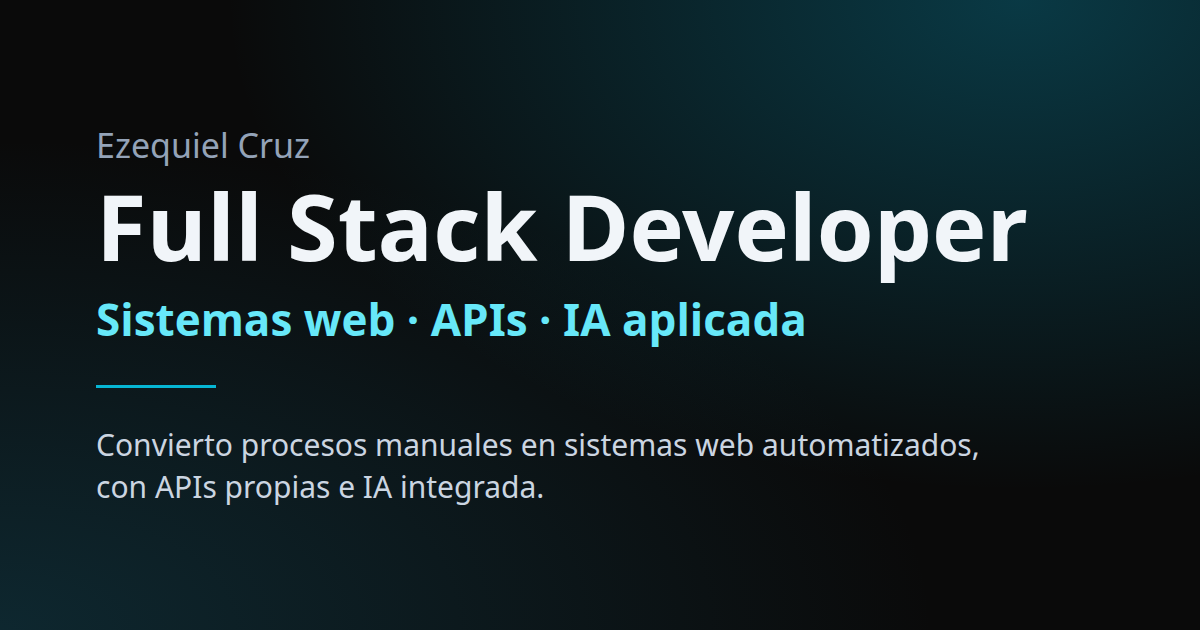 Ezequiel Cruz
Full Stack Developer
Sistemas web · APIs · IA aplicada
Convierto procesos manuales en sistemas web automatizados,
con APIs propias e IA integrada.